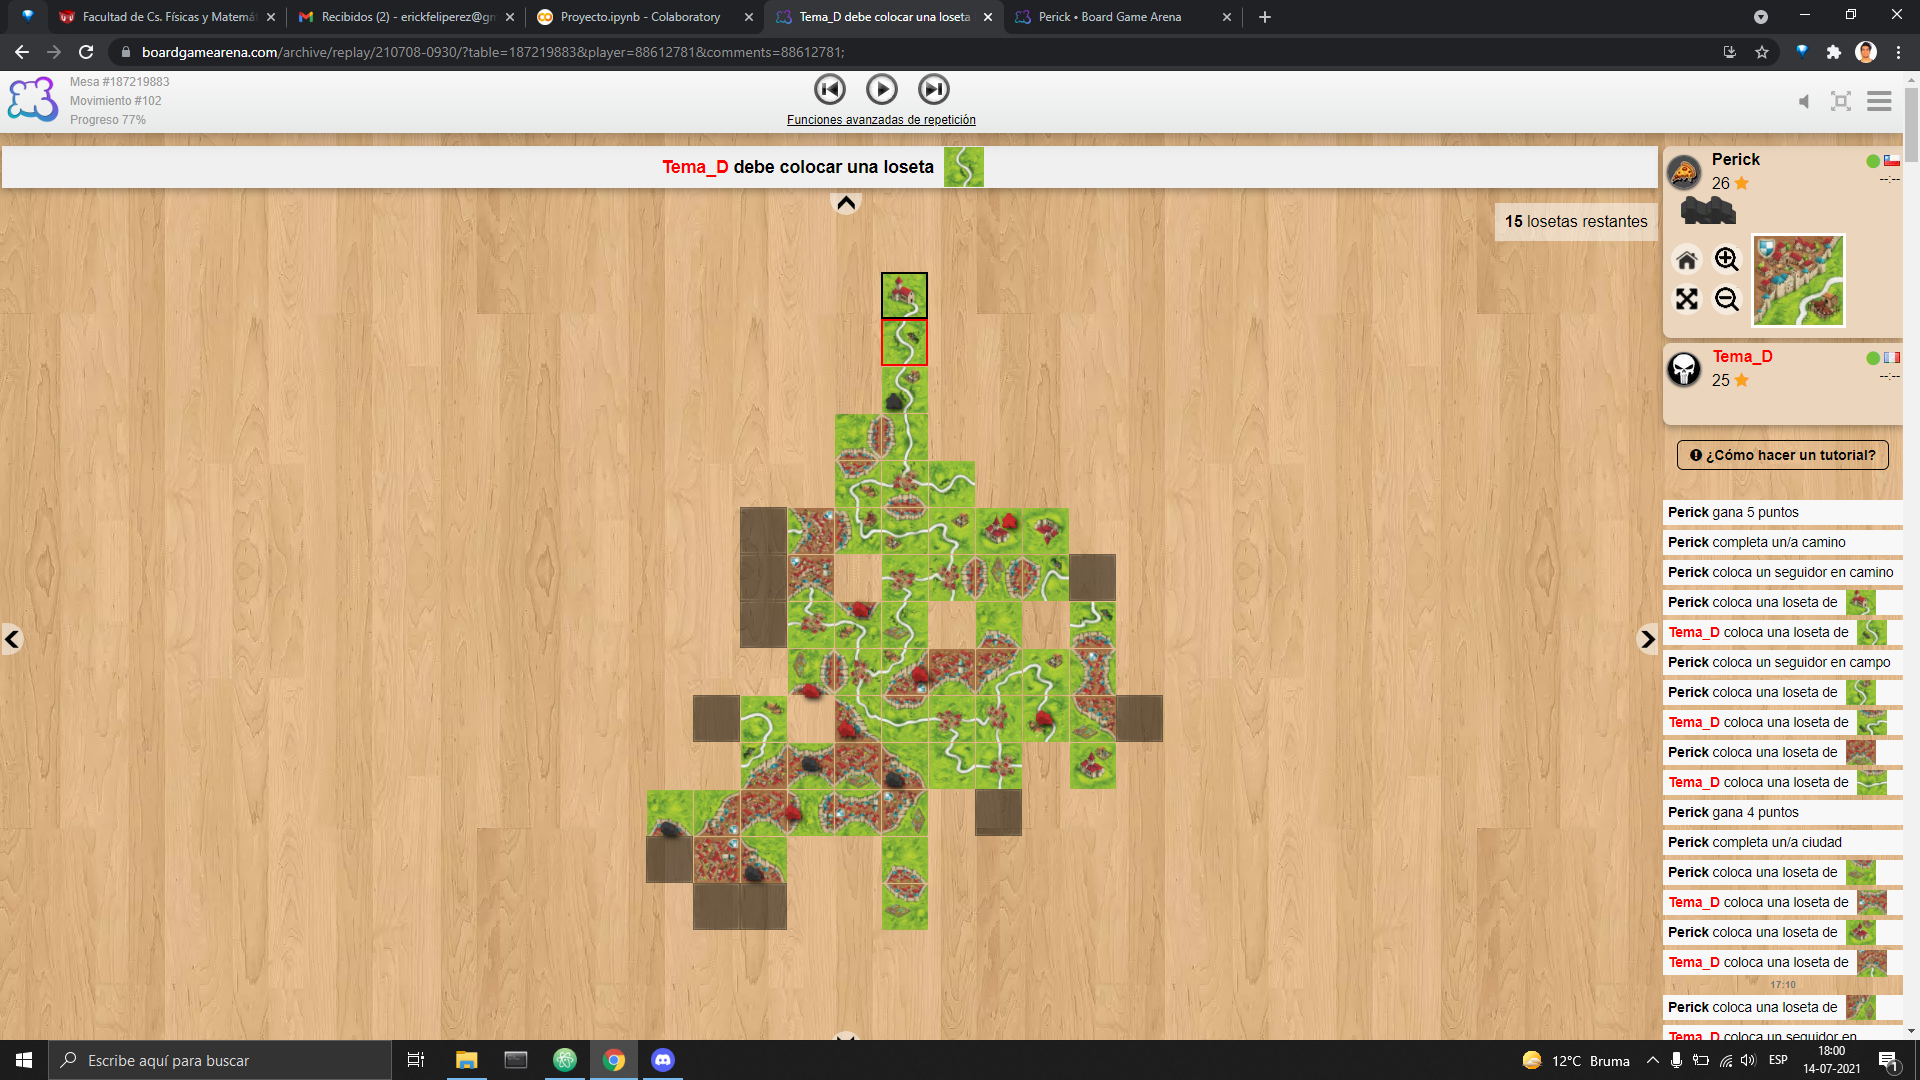 Facultad de Cs. Físicas y Matemá
Recibidos (2) - erickfeliperez@gm
Proyecto.ipynb - Colaboratory
Tema_D debe colocar una loseta
Perick • Board Game Arena
boardgamearena.com/archive/replay/210708-0930/?table=187219883&player=88612781&comments=88612781;
Mesa #187219883
Movimiento #102
Progreso 77%
Funciones avanzadas de repetición
Tema_D debe colocar una loseta
15 losetas restantes
Perick
26
--:--
Tema_D
25
--:--
¿Cómo hacer un tutorial?
Perick gana 5 puntos
Perick completa un/a camino
Perick coloca un seguidor en camino
Perick coloca una loseta de
Tema_D coloca una loseta de
Perick coloca un seguidor en campo
Perick coloca una loseta de
Tema_D coloca una loseta de
Perick coloca una loseta de
Tema_D coloca una loseta de
Perick gana 4 puntos
Perick completa un/a ciudad
Perick coloca una loseta de
Tema_D coloca una loseta de
Perick coloca una loseta de
Tema_D coloca una loseta de
17:10
Perick coloca una loseta de
Tema_D coloca un seguidor en
Escribe aquí para buscar
12°C Bruma
ESP
18:00
14-07-2021
1